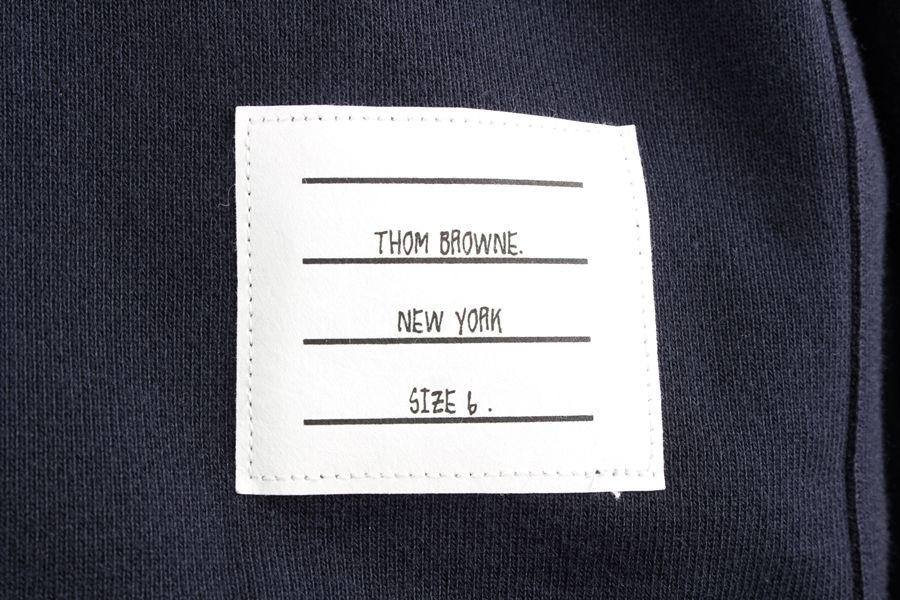 THOM BROWNE.
NEW YORK
SIZE 6 .